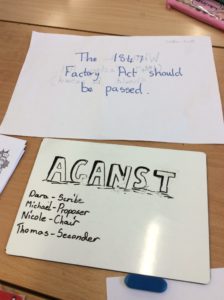 The 1847
Factory Act should
be passed.
AGANST
Dara - Scribe
Michael - Proposer
Nicole - Chair
Thomas - Seconder